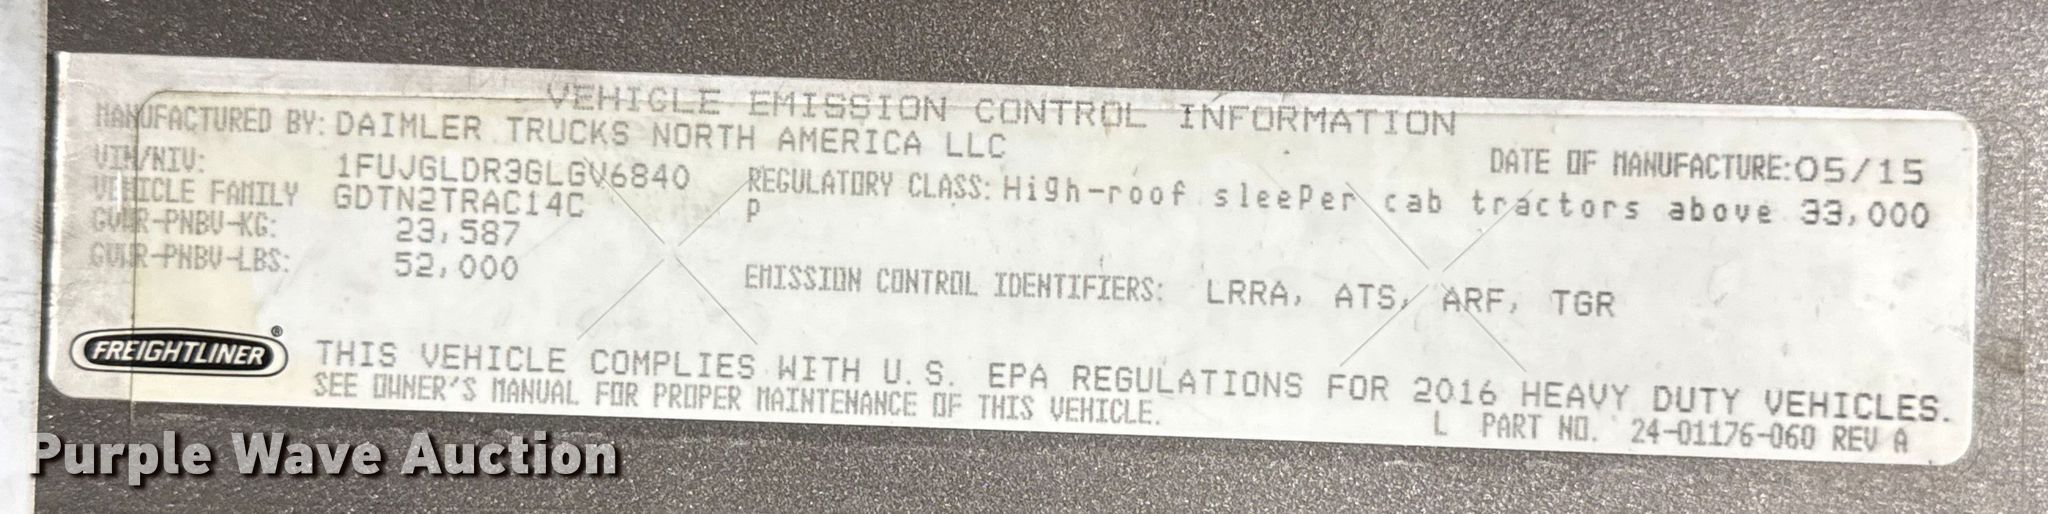 VEHICLE EMISSION CONTROL INFORMATION
MANUFACTURED BY: DAIMLER TRUCKS NORTH AMERICA LLC
DATE OF MANUFACTURE: 05/15
VIN/NIV: 1FUJGLDR3GLGV6840
REGULATORY CLASS: High-roof sleePer cab tractors above 33,000
P
VEHICLE FAMILY GDTN2TRAC14C
GVWR-PNBV-KG: 23,587
GVWR-PNBV-LBS: 52,000
EMISSION CONTROL IDENTIFIERS: LRRA, ATS, ARF, TGR
FREIGHTLINER®
THIS VEHICLE COMPLIES WITH U.S. EPA REGULATIONS FOR 2016 HEAVY DUTY VEHICLES.
SEE OWNER'S MANUAL FOR PROPER MAINTENANCE OF THIS VEHICLE.
L PART NO. 24-01176-060 REV A
Purple Wave Auction